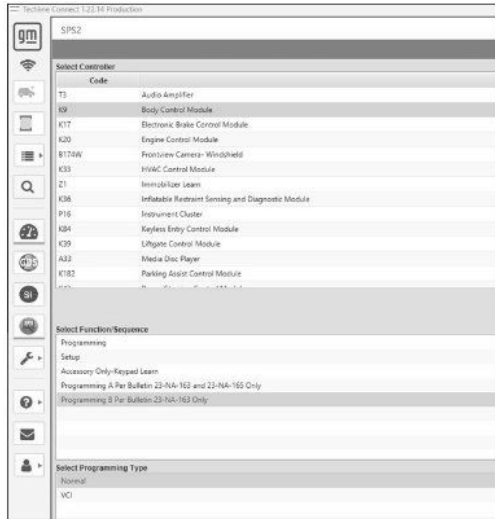 Techline Connect 1.22.14 Production
gm
SPS2
Select Controller
Code
T3 Audio Amplifier
K9 Body Control Module
K17 Electronic Brake Control Module
K20 Engine Control Module
B174W Frontview Camera- Windshield
K33 HVAC Control Module
Z1 Immobilizer Learn
K36 Inflatable Restraint Sensing and Diagnostic Module
P16 Instrument Cluster
K84 Keyless Entry Control Module
K39 Liftgate Control Module
A33 Media Disc Player
K182 Parking Assist Control Module
GDS
Si
Select Function/Sequence
Programming
Setup
Accessory Only-Keypad Learn
Programming A Per Bulletin 23-NA-163 and 23-NA-165 Only
Programming B Per Bulletin 23-NA-163 Only
Select Programming Type
Normal
VCI